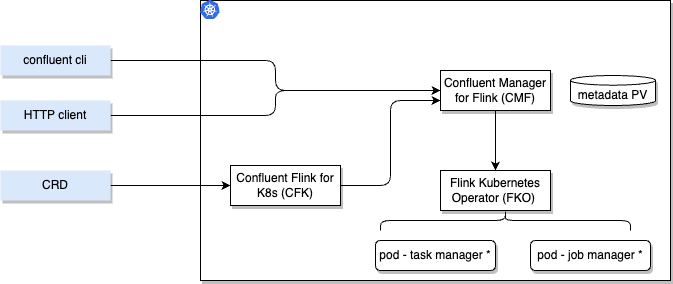 confluent cli
HTTP client
CRD
Confluent Manager
for Flink (CMF)
metadata PV
Confluent Flink for
K8s (CFK)
Flink Kubernetes
Operator (FKO)
pod - task manager *
pod - job manager *